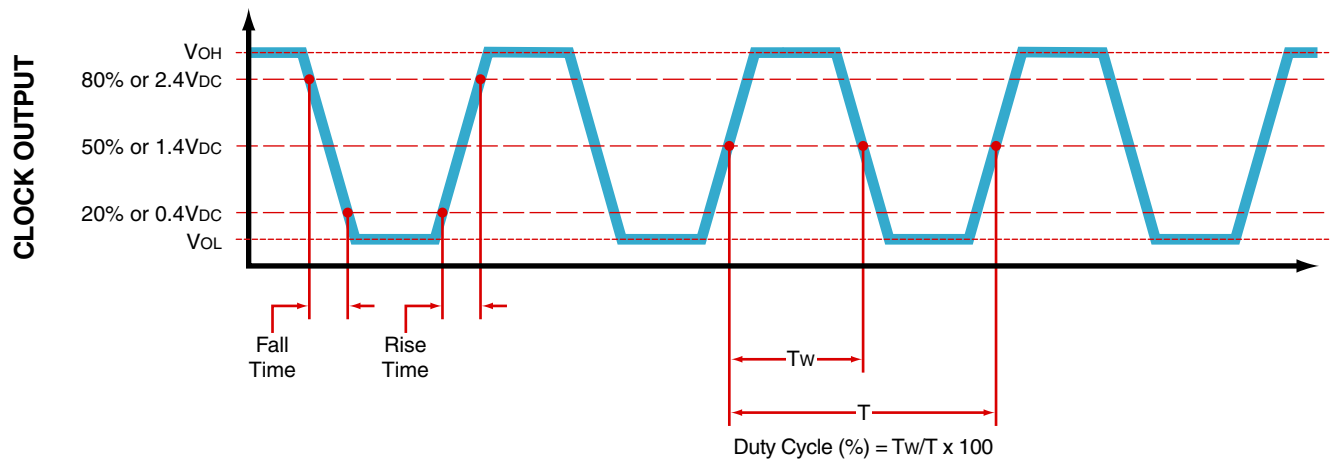 CLOCK OUTPUT
VOH
80% or 2.4VDC
50% or 1.4VDC
20% or 0.4VDC
VOL
Fall
Time
Rise
Time
TW
T
Duty Cycle (%) = TW/T x 100